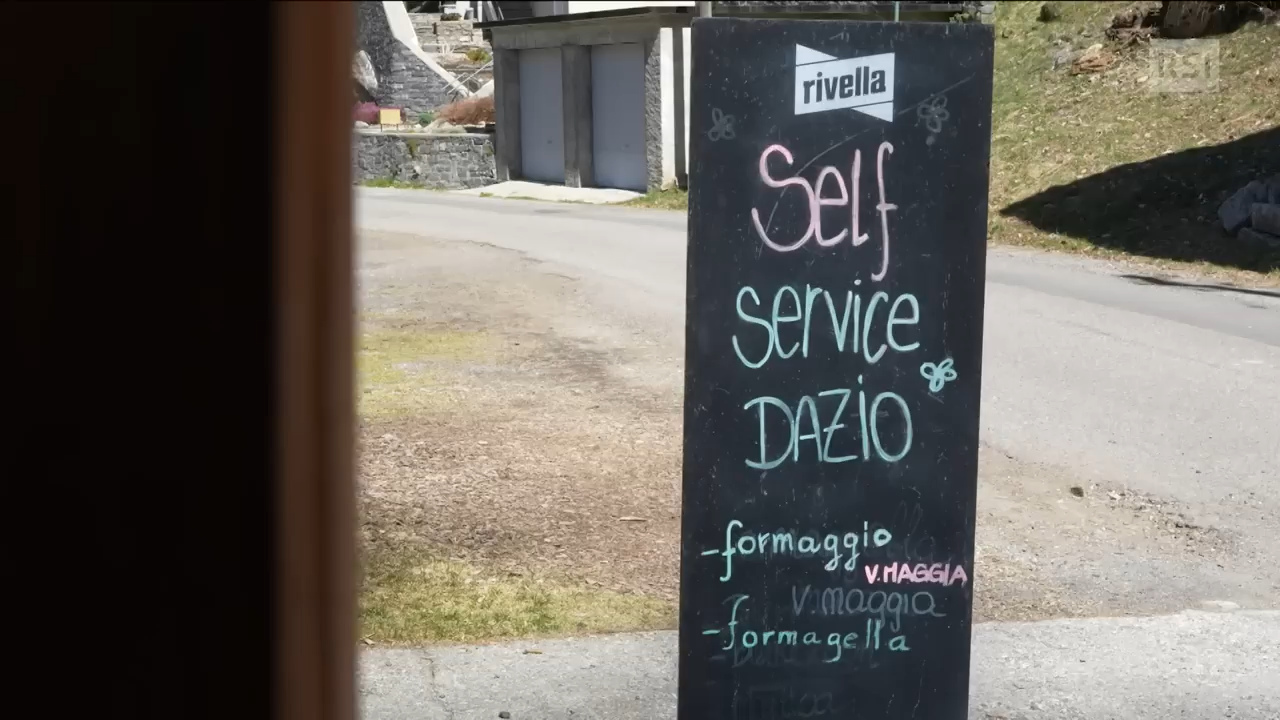 RSI
rivella
Self
service
DAZIO
-formaggio
V.MAGGIA
v.maggia
-formagella